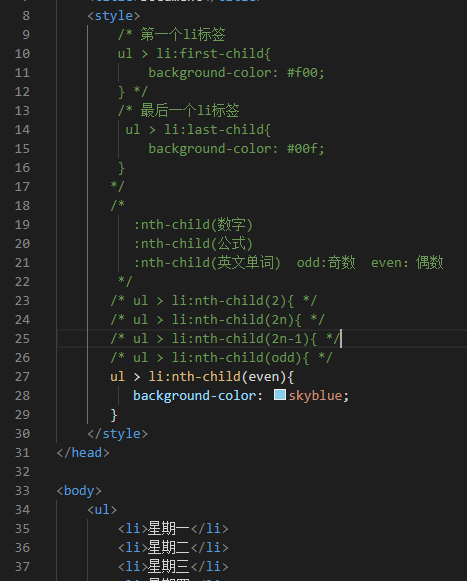 8 <style>
9 /* 第一个li标签
10 ul > li:first-child{
11 background-color: #f00;
12 } */
13 /* 最后一个li标签
14 ul > li:last-child{
15 background-color: #00f;
16 }
17 */
18 /*
19 :nth-child(数字)
20 :nth-child(公式)
21 :nth-child(英文单词) odd:奇数 even: 偶数
22 */
23 /* ul > li:nth-child(2){ */
24 /* ul > li:nth-child(2n){ */
25 /* ul > li:nth-child(2n-1){ */
26 /* ul > li:nth-child(odd){ */
27 ul > li:nth-child(even){
28 background-color: skyblue;
29 }
30 </style>
31 </head>
32
33 <body>
34 <ul>
35 <li>星期一</li>
36 <li>星期二</li>
37 <li>星期三</li>